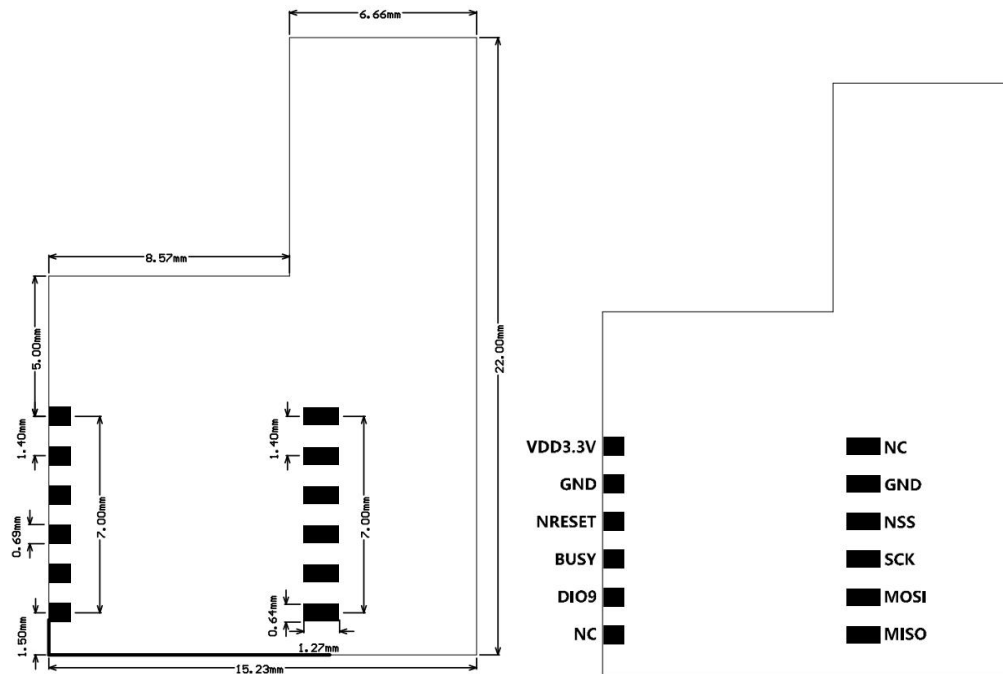 6.66mm
8.57mm
5.00mm
22.00mm
1.40mm
1.40mm
7.00mm
7.00mm
0.69mm
0.64mm
1.50mm
1.27mm
15.23mm
VDD3.3V
NC
GND
GND
NRESET
NSS
BUSY
SCK
DIO9
MOSI
NC
MISO